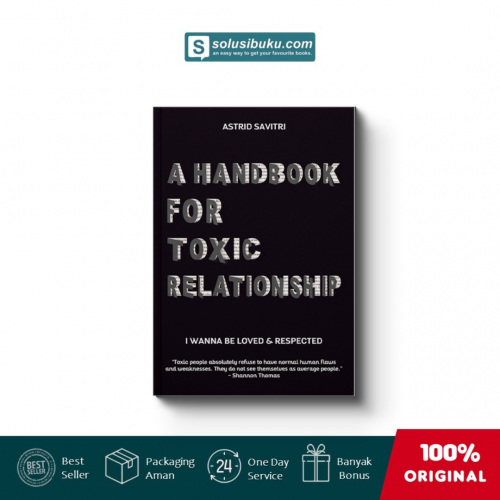 S solusibuku.com
an easy way to get your favourite books.
ASTRID SAVITRI
A HANDBOOK
FOR
TOXIC
RELATIONSHIP
I WANNA BE LOVED & RESPECTED
"Toxic people absolutely refuse to have normal human flaws
and weaknesses. They do not see themselves as average people."
- Shannon Thomas
BEST
SELLER
Best
Seller
Packaging
Aman
24
One Day
Service
Banyak
Bonus
100%
ORIGINAL